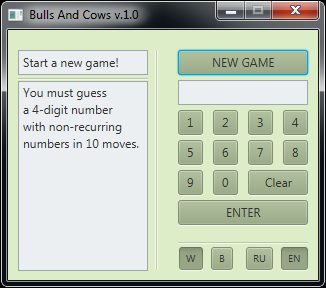 Bulls And Cows v.1.0
Start a new game!
NEW GAME
You must guess
a 4-digit number
with non-recurring
numbers in 10 moves.
1 2 3 4
5 6 7 8
9 0 Clear
ENTER
W B RU EN